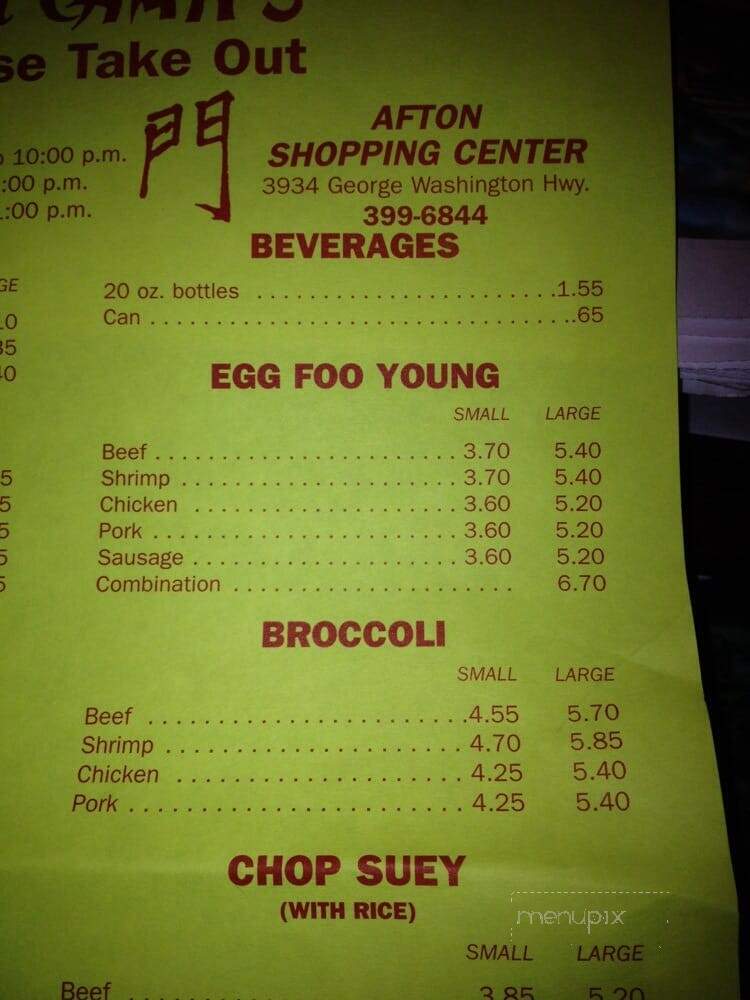 se Take Out
門
10:00 p.m.
:00 p.m.
:00 p.m.
AFTON
SHOPPING CENTER
3934 George Washington Hwy.
399-6844
BEVERAGES
20 oz. bottles ........................1.55
Can .................................65
EGG FOO YOUNG
SMALL LARGE
Beef ...................... 3.70 5.40
Shrimp .................... 3.70 5.40
Chicken ................... 3.60 5.20
Pork ...................... 3.60 5.20
Sausage ................... 3.60 5.20
Combination ..................... 6.70
BROCCOLI
SMALL LARGE
Beef .......................4.55 5.70
Shrimp ..................... 4.70 5.85
Chicken .................... 4.25 5.40
Pork ........................ 4.25 5.40
CHOP SUEY
(WITH RICE)
menupix
SMALL LARGE
Beef ........................ 3.85 5.20